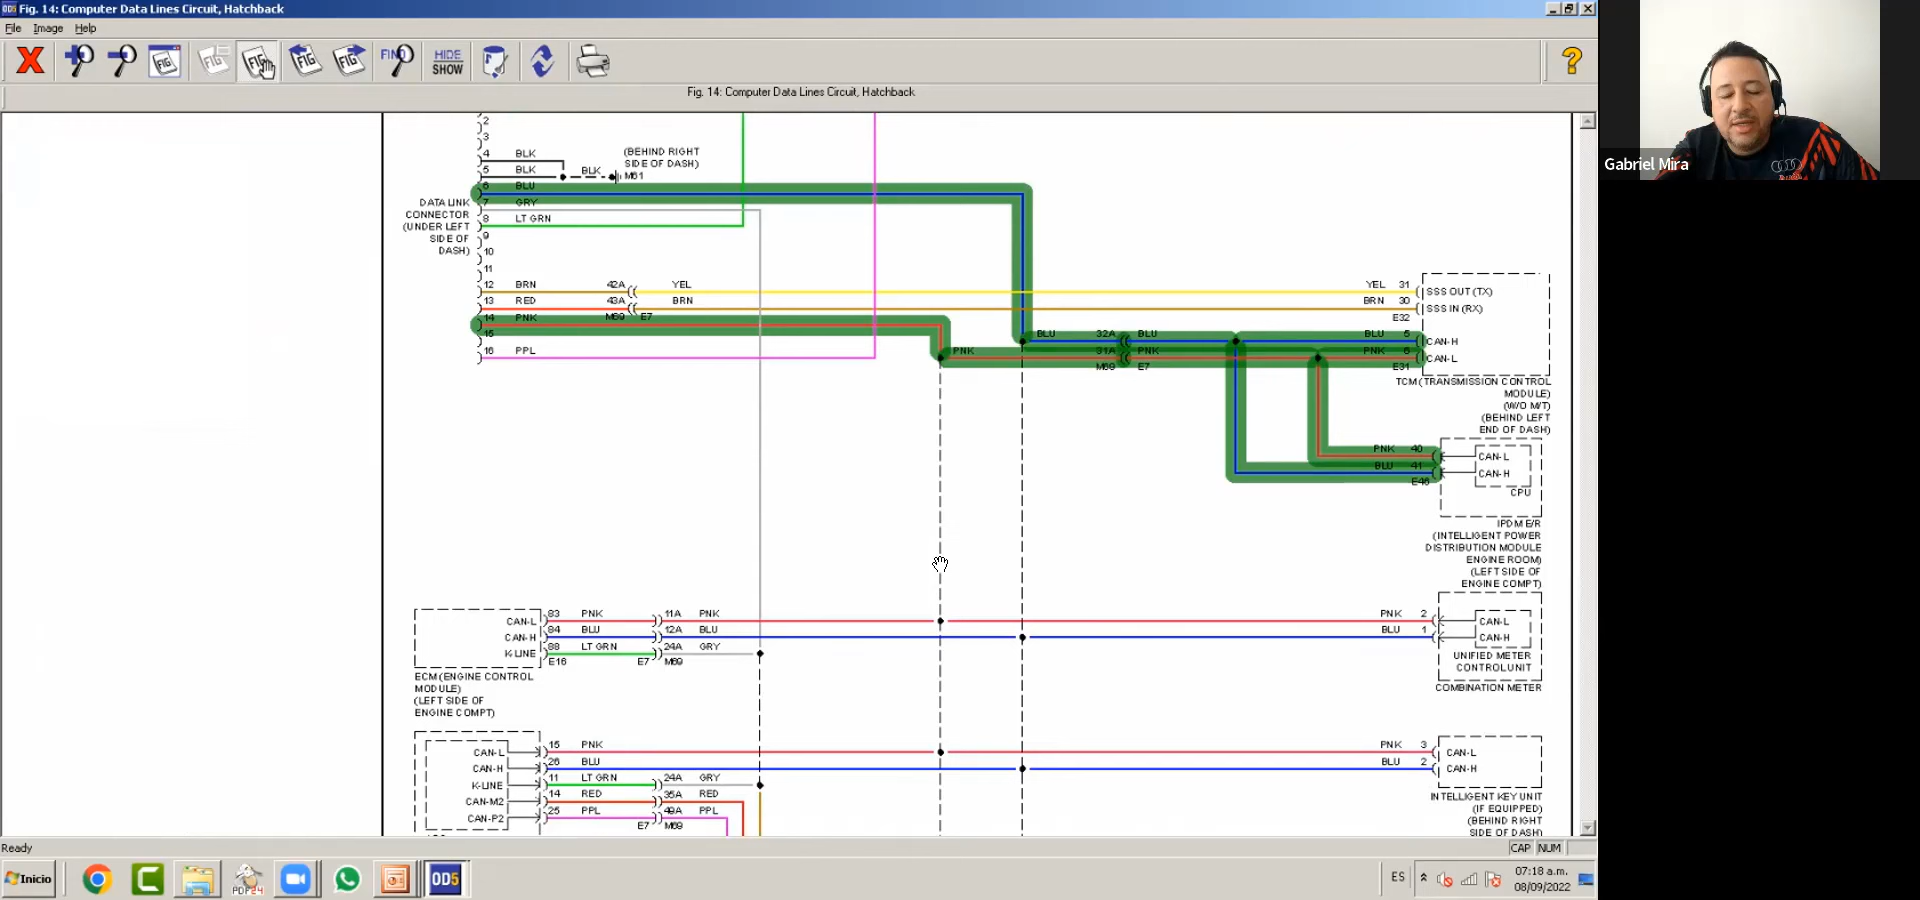 Fig. 14: Computer Data Lines Circuit, Hatchback
File Image Help
FIG
FIG
FIG
FIG
FIG
FIND
HIDE
SHOW
?
Fig. 14: Computer Data Lines Circuit, Hatchback
Gabriel Mira
2
3
4 BLK
5 BLK
BLK
(BEHIND RIGHT
SIDE OF DASH)
M61
6 BLU
7 GRY
8 LT GRN
9
10
11
DATA LINK
CONNECTOR
(UNDER LEFT
SIDE OF
DASH)
12 BRN 42A YEL
13 RED 43A BRN
14 PNK M69 E7
15
16 PPL
YEL 31 SSS OUT (TX)
BRN 30 SSS IN (RX)
E32
BLU 32A BLU BLU 5 CAN-H
PNK 31A PNK PNK 6 CAN-L
M69 E7 E31
TCM (TRANSMISSION CONTROL
MODULE)
(W/O M/T)
(BEHIND LEFT
END OF DASH)
PNK 40 CAN-L
BLU 41 CAN-H
E46 CPU
IPDM E/R
(INTELLIGENT POWER
DISTRIBUTION MODULE
ENGINE ROOM)
(LEFT SIDE OF
ENGINE COMPT)
CAN-L 83 PNK 11A PNK PNK 2 CAN-L
CAN-H 84 BLU 12A BLU BLU 1 CAN-H
K-LINE 88 LT GRN 24A GRY
E16 E7 M69
ECM (ENGINE CONTROL
MODULE)
(LEFT SIDE OF
ENGINE COMPT)
UNIFIED METER
CONTROL UNIT
COMBINATION METER
CAN-L 15 PNK PNK 3 CAN-L
CAN-H 26 BLU BLU 2 CAN-H
K-LINE 11 LT GRN 24A GRY
CAN-M2 14 RED 35A RED
CAN-P2 25 PPL 49A PPL
E7 M69
INTELLIGENT KEY UNIT
(IF EQUIPPED)
(BEHIND RIGHT
SIDE OF DASH)
Ready
CAP NUM
Inicio
PDF24
OD5
ES
07:18 a.m.
08/09/2022